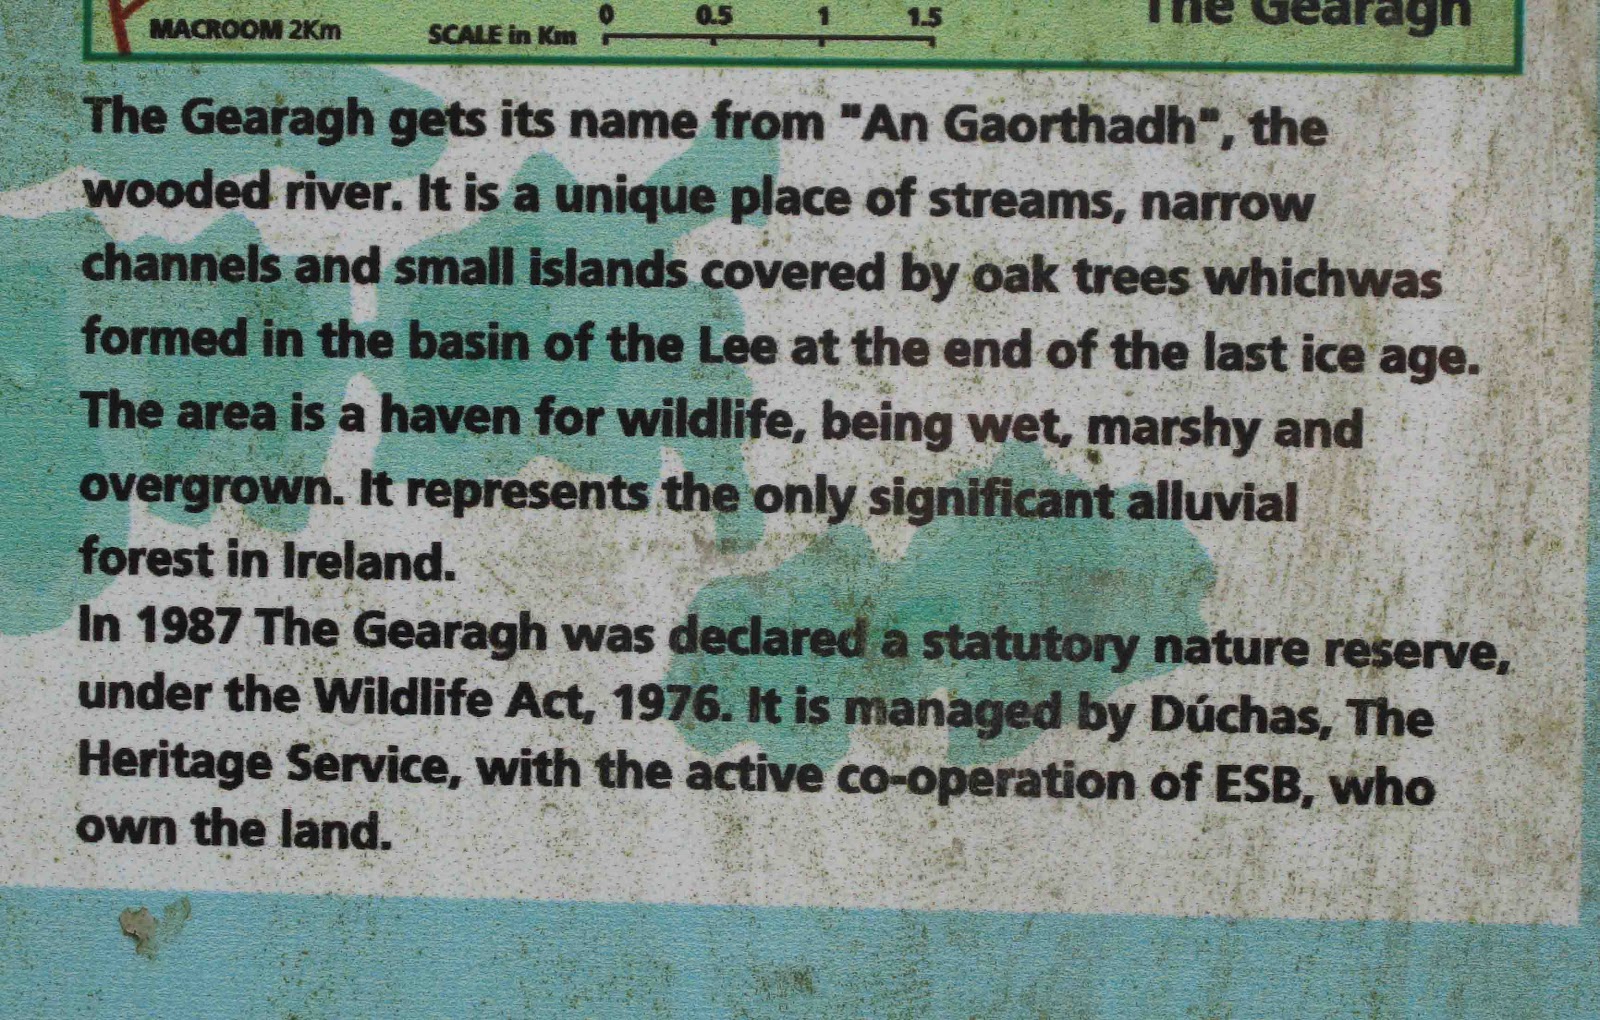 MACROOM 2Km SCALE in Km 0 0.5 1 1.5 The Gearagh
The Gearagh gets its name from "An Gaorthadh", the
wooded river. It is a unique place of streams, narrow
channels and small islands covered by oak trees whichwas
formed in the basin of the Lee at the end of the last ice age.
The area is a haven for wildlife, being wet, marshy and
overgrown. It represents the only significant alluvial
forest in Ireland.
In 1987 The Gearagh was declared a statutory nature reserve,
under the Wildlife Act, 1976. It is managed by Dúchas, The
Heritage Service, with the active co-operation of ESB, who
own the land.